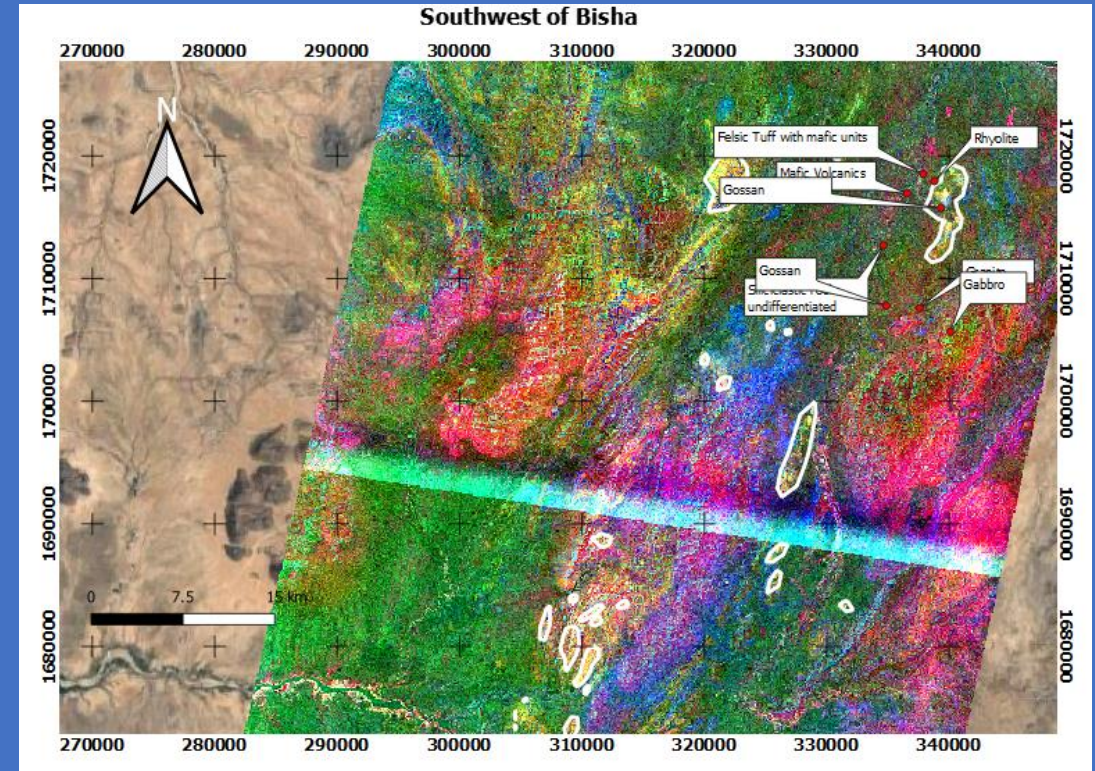 Southwest of Bisha
270000 280000 290000 300000 310000 320000 330000 340000
N
1720000
1710000
1700000
1690000
1680000
Felsic Tuff with mafic units
Rhyolite
Mafic Volcanics
Gossan
Gossan
Gabbro
undifferentiated
0 7.5 15 km
1720000
1710000
1700000
1690000
1680000
270000 280000 290000 300000 310000 320000 330000 340000